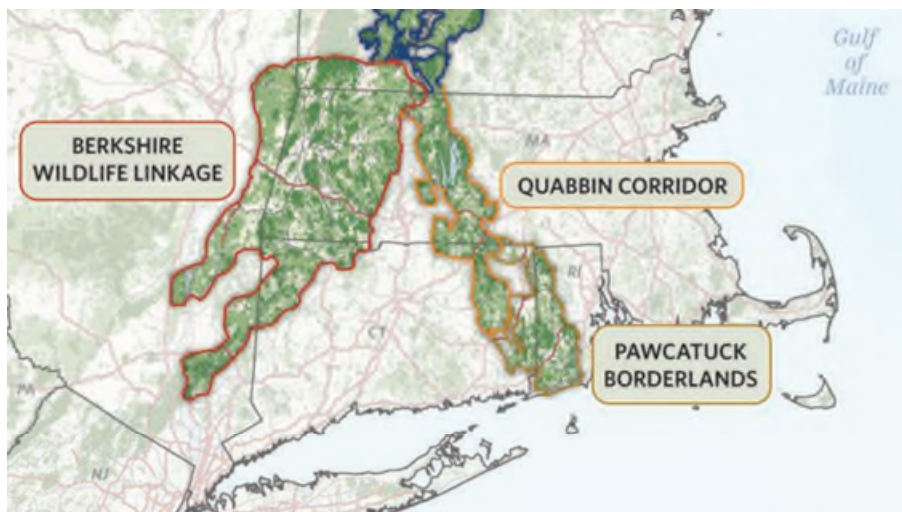 Gulf
of
Maine
BERKSHIRE
WILDLIFE LINKAGE
MA
QUABBIN CORRIDOR
RI
CT
PAWCATUCK
BORDERLANDS
PA
NJ